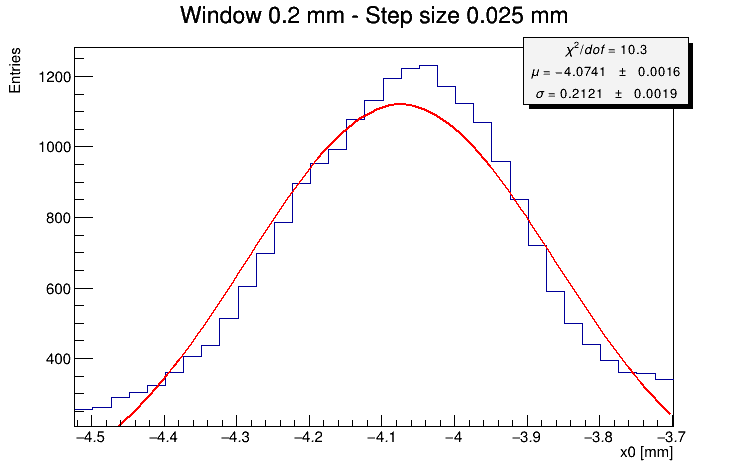 Window 0.2 mm - Step size 0.025 mm
Entries
χ²/dof = 10.3
μ = −4.0741 ± 0.0016
σ = 0.2121 ± 0.0019
1200
1000
800
600
400
−4.5 −4.4 −4.3 −4.2 −4.1 −4 −3.9 −3.8 −3.7
x0 [mm]